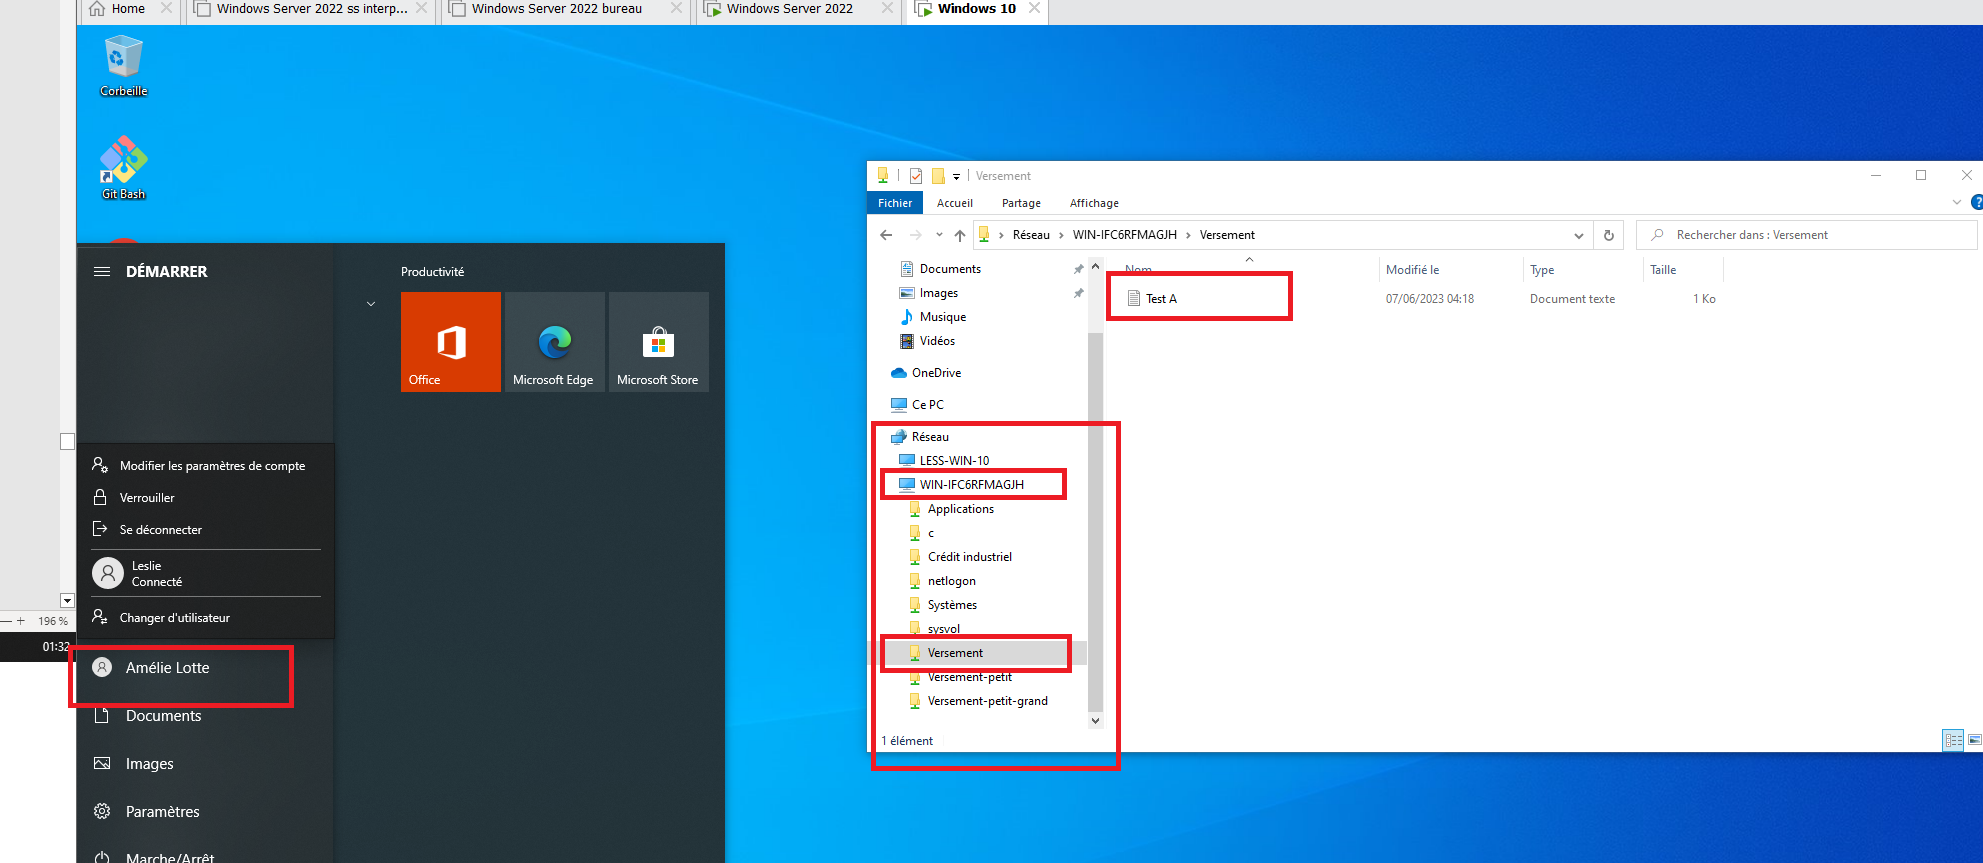 Home
Windows Server 2022 ss interp...
Windows Server 2022 bureau
Windows Server 2022
Windows 10
Corbeille
Git Bash
DÉMARRER
Productivité
Office
Microsoft Edge
Microsoft Store
Modifier les paramètres de compte
Verrouiller
Se déconnecter
Leslie
Connecté
Changer d'utilisateur
196 %
01:32
Amélie Lotte
Documents
Images
Paramètres
Marche/Arrêt
Versement
Fichier
Accueil
Partage
Affichage
Réseau
WIN-IFC6RFMAGJH
Versement
Rechercher dans : Versement
Nom
Modifié le
Type
Taille
Test A
07/06/2023 04:18
Document texte
1 Ko
Documents
Images
Musique
Vidéos
OneDrive
Ce PC
Réseau
LESS-WIN-10
WIN-IFC6RFMAGJH
Applications
c
Crédit industriel
netlogon
Systèmes
sysvol
Versement
Versement-petit
Versement-petit-grand
1 élément